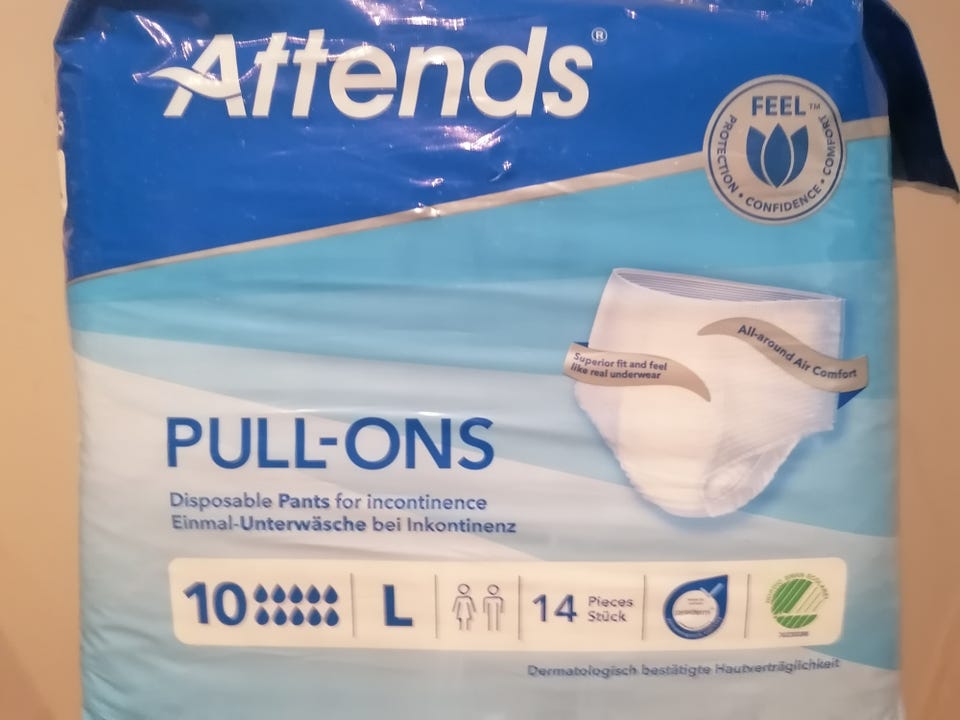 Attends®
FEEL™
PROTECTION • CONFIDENCE • COMFORT
All-around Air Comfort
Superior fit and feel
like real underwear
PULL-ONS
Disposable Pants for incontinence
Einmal-Unterwäsche bei Inkontinenz
10
L
14
Pieces
Stück
Dermatologisch bestätigte Hautverträglichkeit